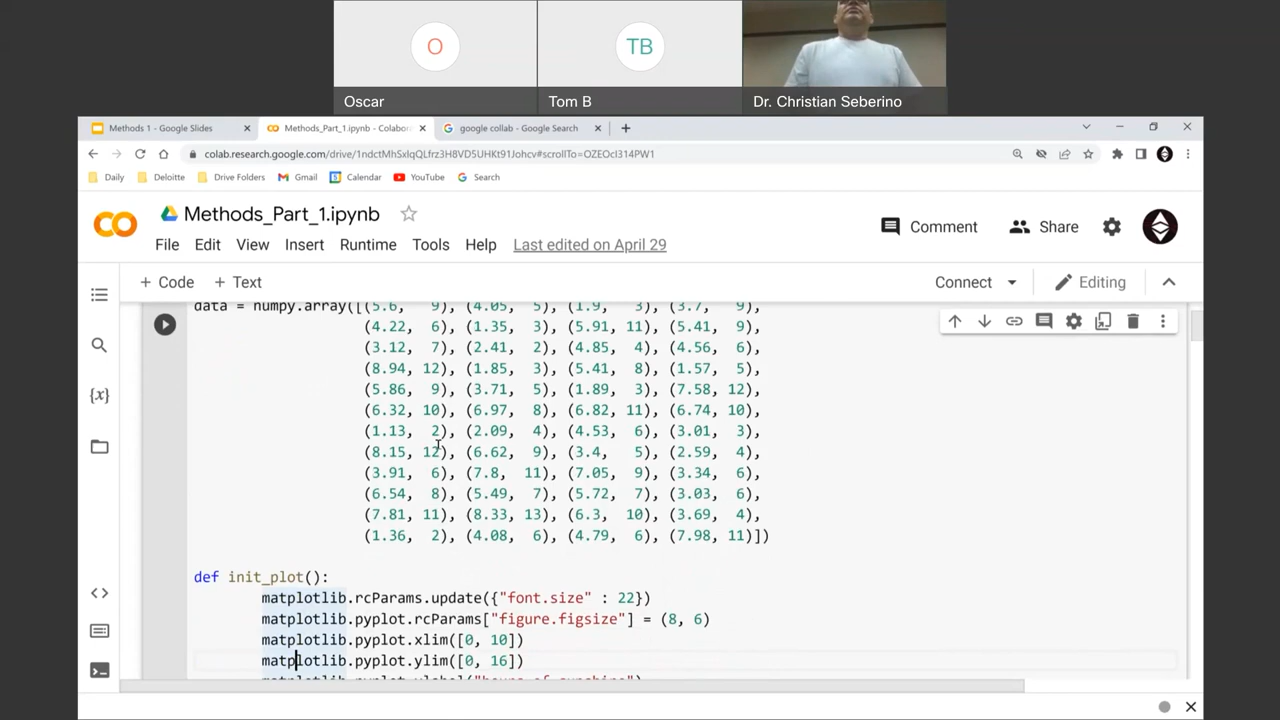 O
TB
Oscar
Tom B
Dr. Christian Seberino
Methods 1 - Google Slides
Methods_Part_1.ipynb - Colabora
google collab - Google Search
colab.research.google.com/drive/1ndctMhSxIqQLfrz3H8VD5UHKt91Johcv#scrollTo=OZEOcI314PW1
Daily
Deloitte
Drive Folders
Gmail
Calendar
YouTube
Search
Methods_Part_1.ipynb
Comment
Share
File Edit View Insert Runtime Tools Help Last edited on April 29
+ Code + Text
Connect
Editing
data = numpy.array([(5.6, 9), (4.05, 5), (1.9, 3), (3.7, 9),
(4.22, 6), (1.35, 3), (5.91, 11), (5.41, 9),
(3.12, 7), (2.41, 2), (4.85, 4), (4.56, 6),
(8.94, 12), (1.85, 3), (5.41, 8), (1.57, 5),
(5.86, 9), (3.71, 5), (1.89, 3), (7.58, 12),
(6.32, 10), (6.97, 8), (6.82, 11), (6.74, 10),
(1.13, 2), (2.09, 4), (4.53, 6), (3.01, 3),
(8.15, 12), (6.62, 9), (3.4, 5), (2.59, 4),
(3.91, 6), (7.8, 11), (7.05, 9), (3.34, 6),
(6.54, 8), (5.49, 7), (5.72, 7), (3.03, 6),
(7.81, 11), (8.33, 13), (6.3, 10), (3.69, 4),
(1.36, 2), (4.08, 6), (4.79, 6), (7.98, 11)])
def init_plot():
matplotlib.rcParams.update({"font.size" : 22})
matplotlib.pyplot.rcParams["figure.figsize"] = (8, 6)
matplotlib.pyplot.xlim([0, 10])
matplotlib.pyplot.ylim([0, 16])